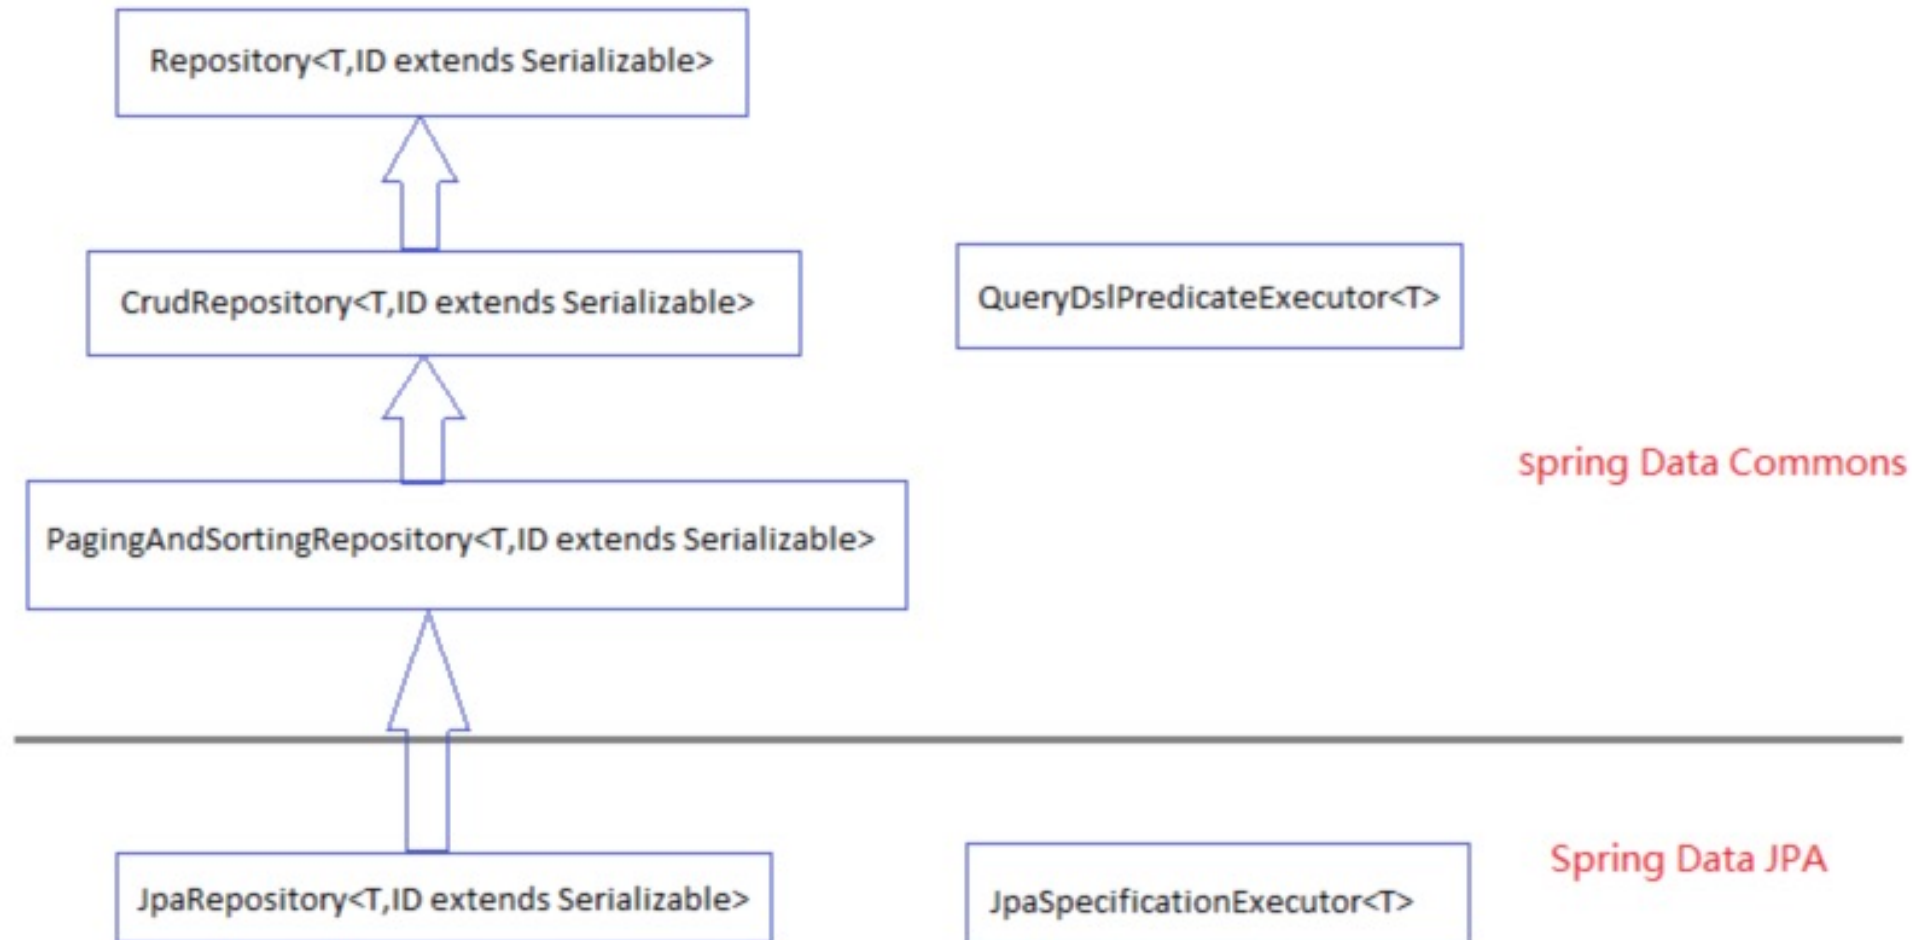 Repository<T,ID extends Serializable>
CrudRepository<T,ID extends Serializable>
QueryDslPredicateExecutor<T>
spring Data Commons
PagingAndSortingRepository<T,ID extends Serializable>
Spring Data JPA
JpaRepository<T,ID extends Serializable>
JpaSpecificationExecutor<T>